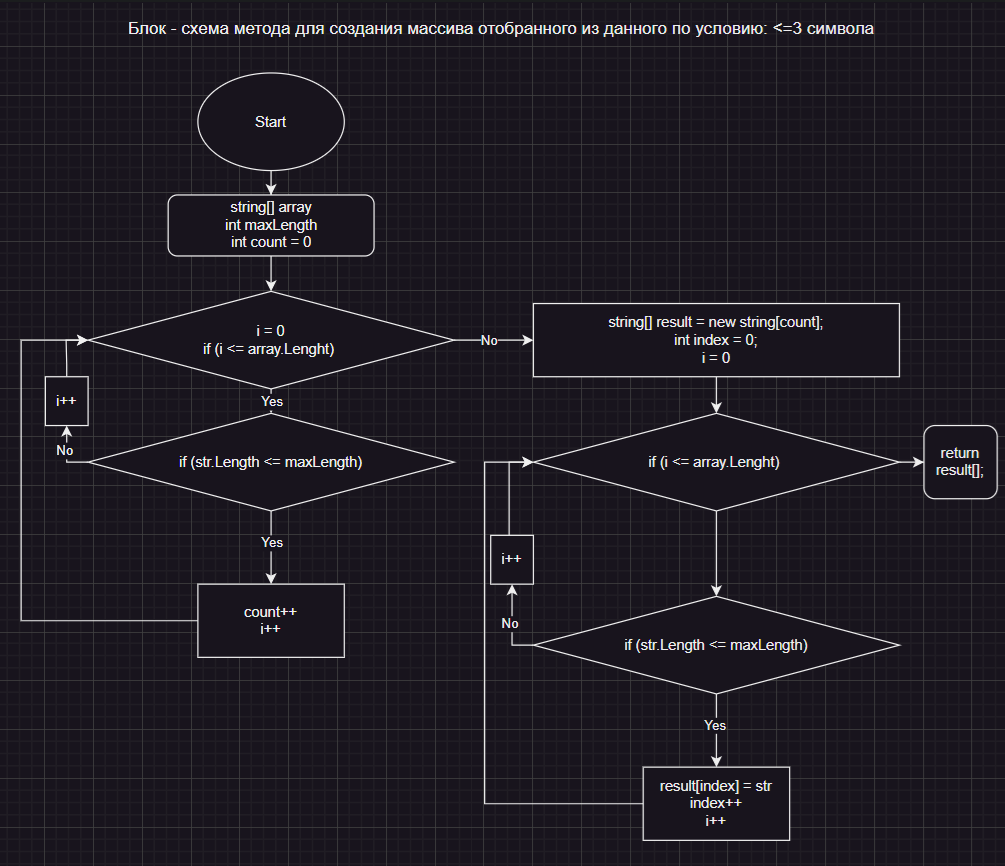 Блок - схема метода для создания массива отобранного из данного по условию: <=3 символа
Start
string[] array
int maxLength
int count = 0
i = 0
if (i <= array.Lenght)
No
Yes
i++
No
if (str.Length <= maxLength)
Yes
count++
i++
string[] result = new string[count];
int index = 0;
i = 0
if (i <= array.Lenght)
return
result[];
i++
No
if (str.Length <= maxLength)
Yes
result[index] = str
index++
i++